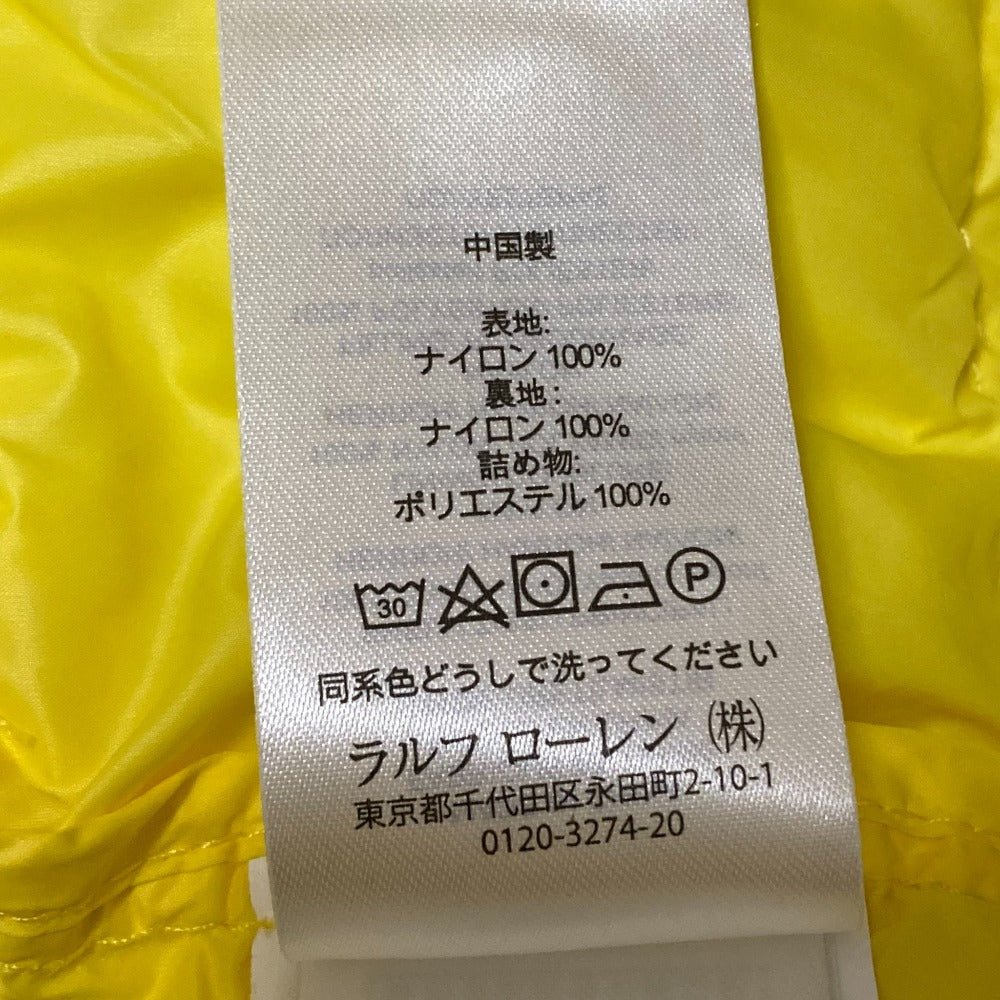 中国製
表地:
ナイロン 100%
裏地:
ナイロン 100%
詰め物:
ポリエステル 100%
30 P
同系色どうしで洗ってください
ラルフ ローレン (株)
東京都千代田区永田町2-10-1
0120-3274-20